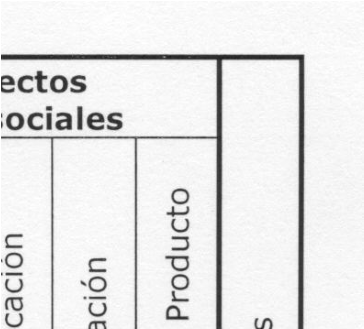 ectos
sociales
cación
ación
Producto
s